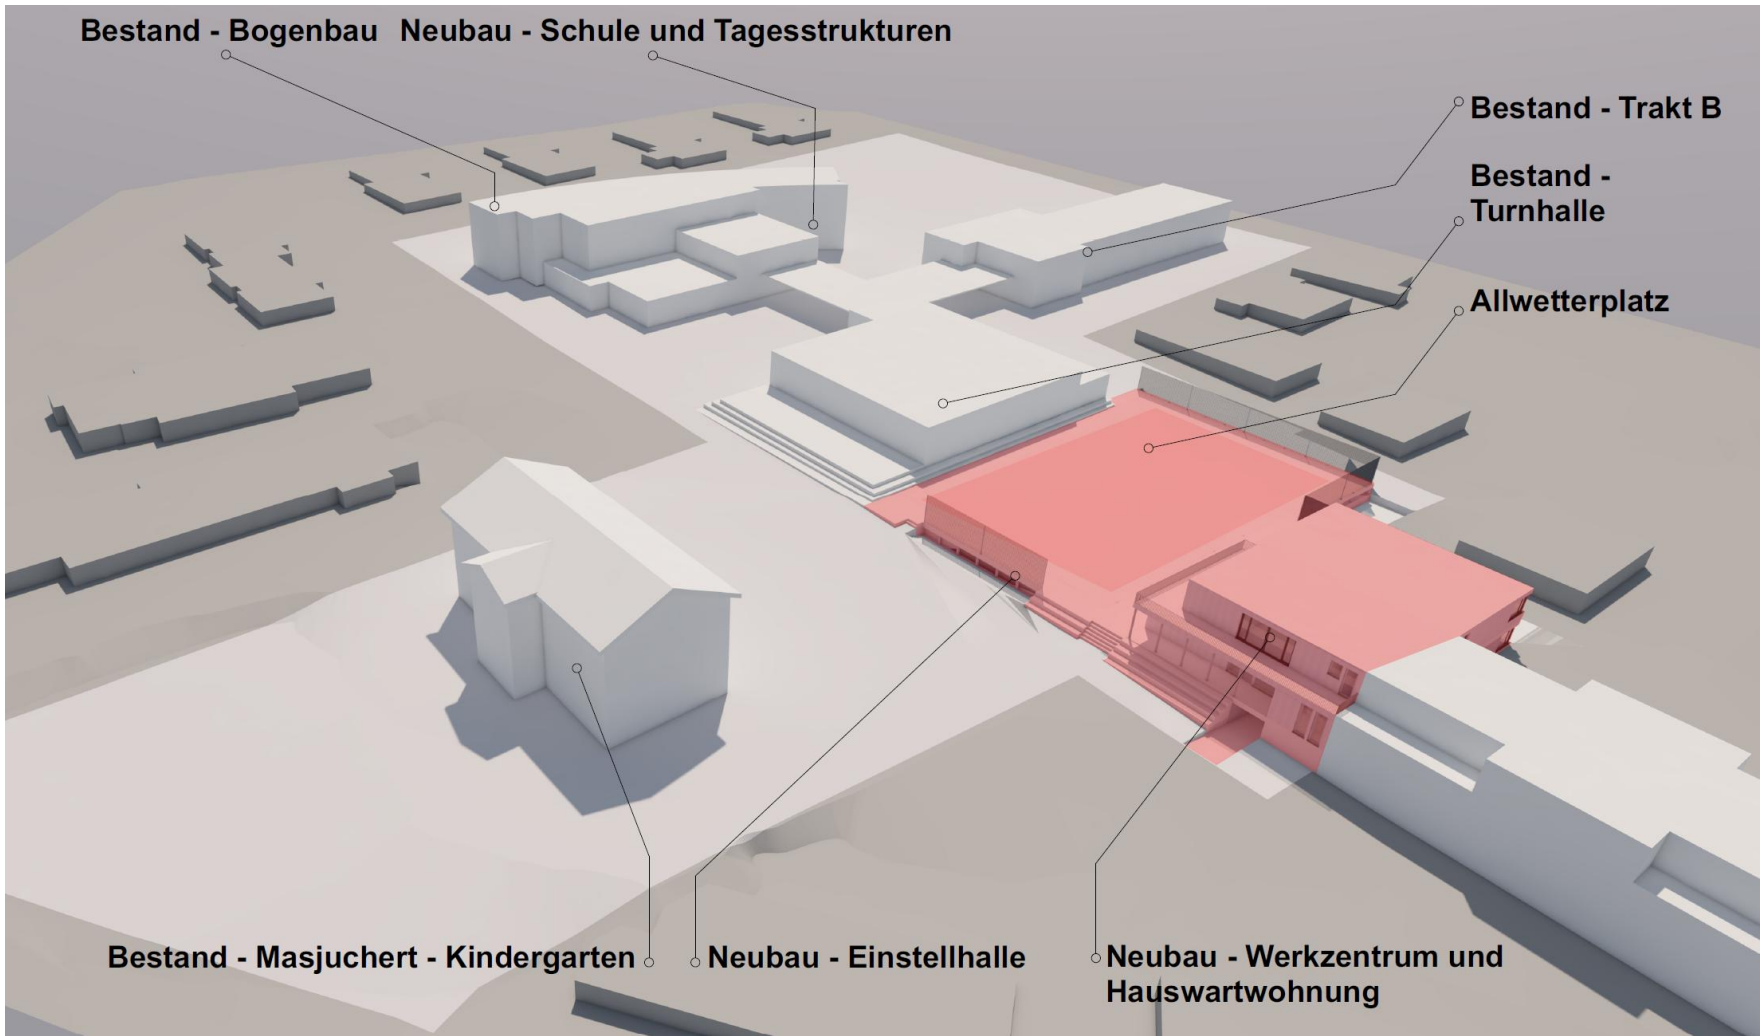 Bestand - Bogenbau
Neubau - Schule und Tagesstrukturen
Bestand - Trakt B
Bestand -
Turnhalle
Allwetterplatz
Bestand - Masjuchert - Kindergarten
Neubau - Einstellhalle
Neubau - Werkzentrum und
Hauswartwohnung